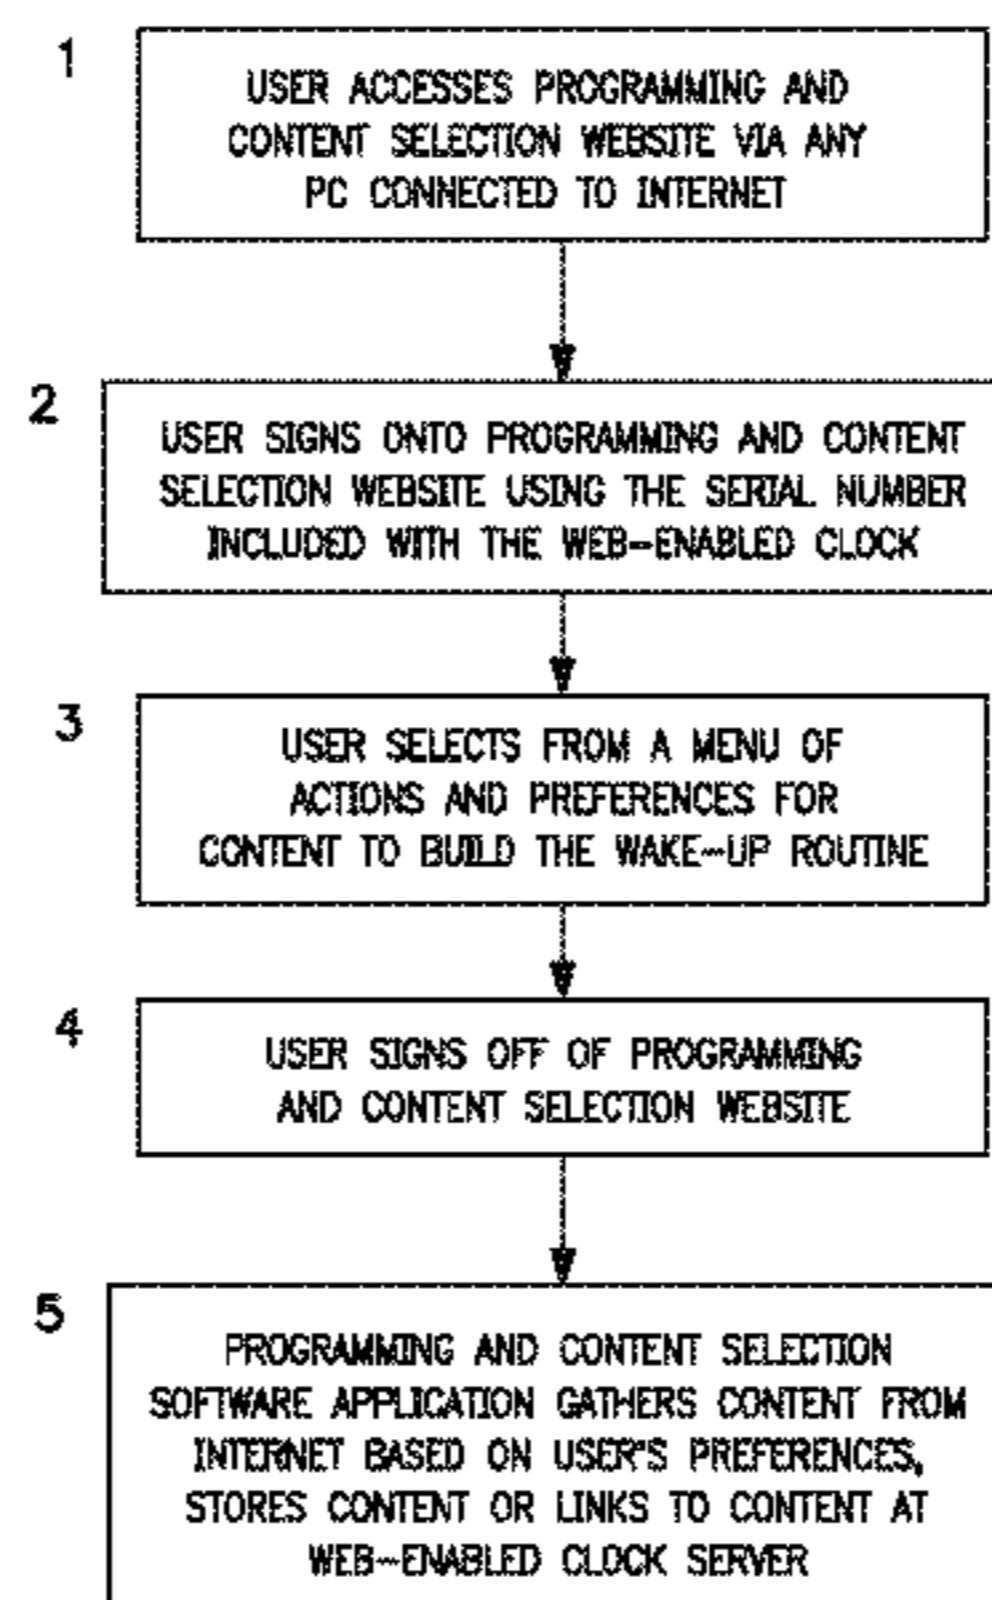 1
USER ACCESSES PROGRAMMING AND
CONTENT SELECTION WEBSITE VIA ANY
PC CONNECTED TO INTERNET
2
USER SIGNS ONTO PROGRAMMING AND CONTENT
SELECTION WEBSITE USING THE SERIAL NUMBER
INCLUDED WITH THE WEB-ENABLED CLOCK
3
USER SELECTS FROM A MENU OF
ACTIONS AND PREFERENCES FOR
CONTENT TO BUILD THE WAKE-UP ROUTINE
4
USER SIGNS OFF OF PROGRAMMING
AND CONTENT SELECTION WEBSITE
5
PROGRAMMING AND CONTENT SELECTION
SOFTWARE APPLICATION GATHERS CONTENT FROM
INTERNET BASED ON USER'S PREFERENCES,
STORES CONTENT OR LINKS TO CONTENT AT
WEB-ENABLED CLOCK SERVER